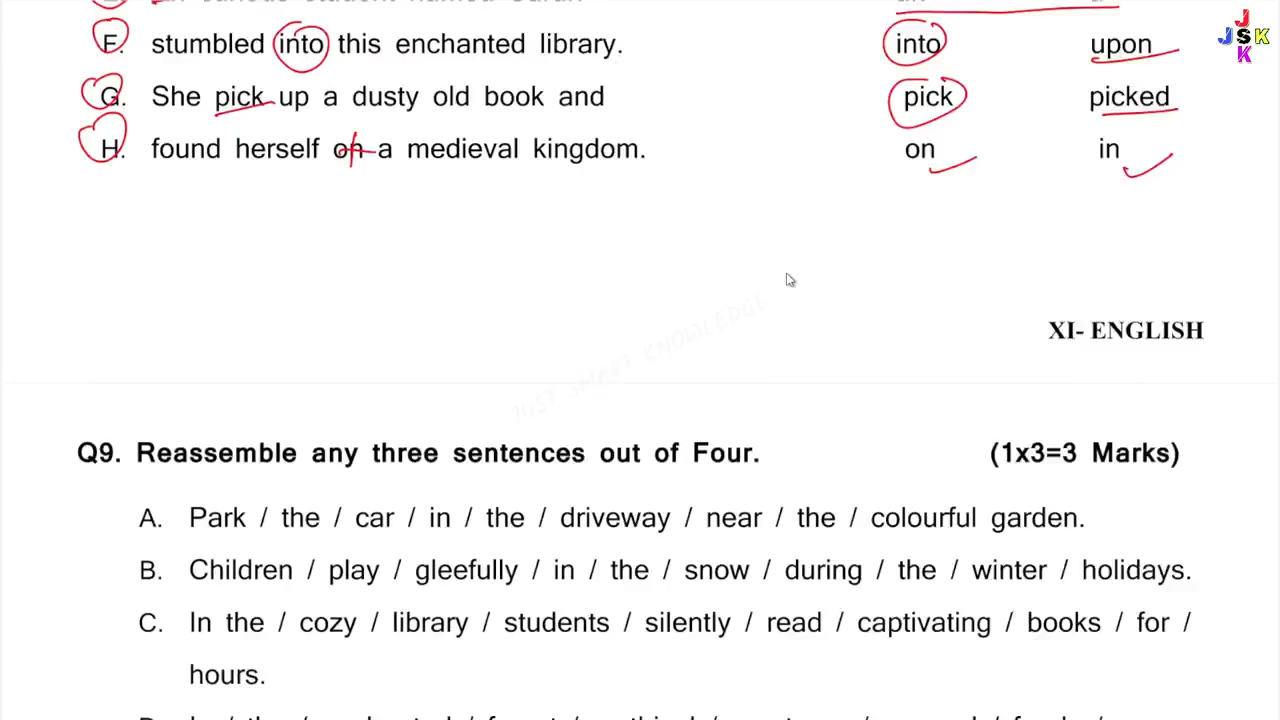 F. stumbled into this enchanted library. into upon
G. She pick up a dusty old book and pick picked
H. found herself on a medieval kingdom. on in
J
J S K
K
JUST SMART KNOWLEDGE
XI- ENGLISH
Q9. Reassemble any three sentences out of Four. (1x3=3 Marks)
A. Park / the / car / in / the / driveway / near / the / colourful garden.
B. Children / play / gleefully / in / the / snow / during / the / winter / holidays.
C. In the / cozy / library / students / silently / read / captivating / books / for /
hours.